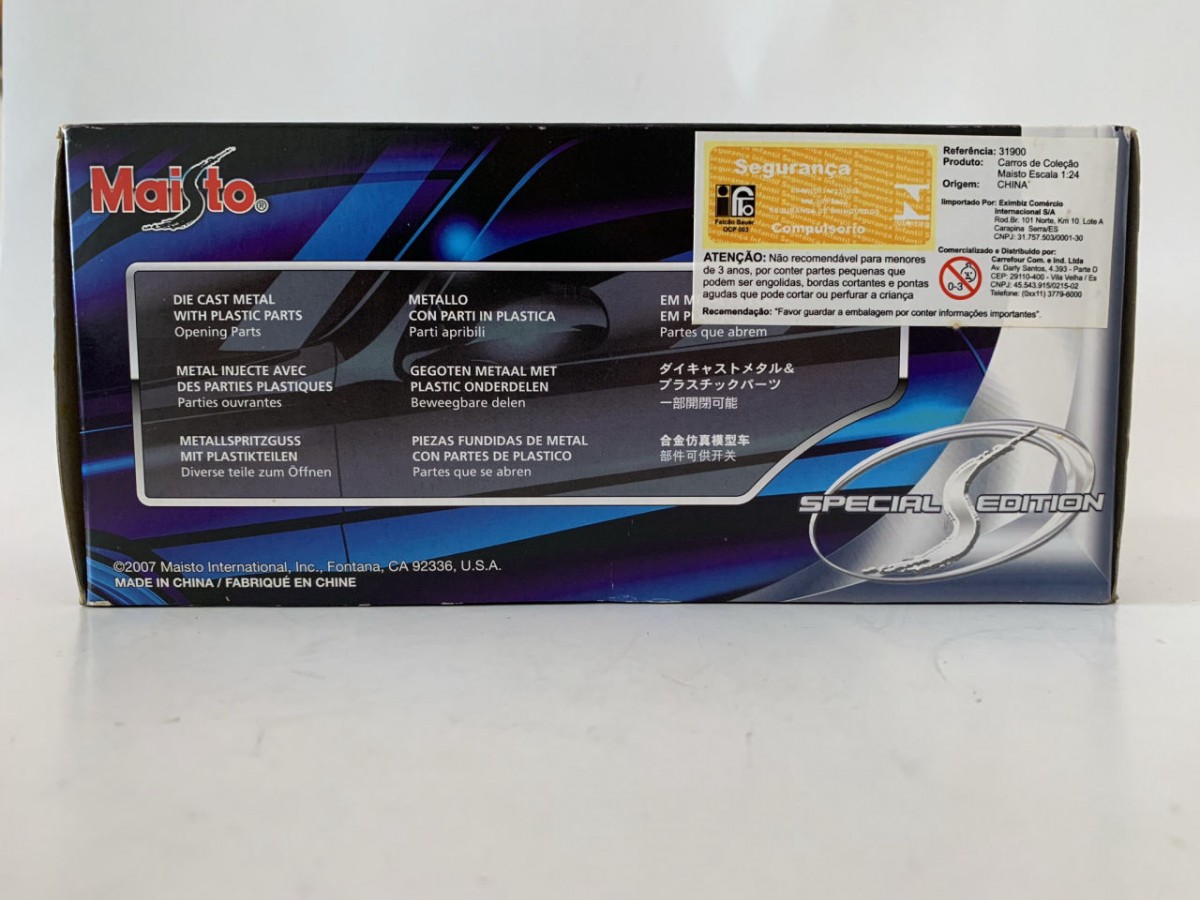 Maisto®
DIE CAST METAL
WITH PLASTIC PARTS
Opening Parts
METALLO
CON PARTI IN PLASTICA
Parti apribili
EM M
EM P
Partes que abrem
METAL INJECTE AVEC
DES PARTIES PLASTIQUES
Parties ouvrantes
GEGOTEN METAAL MET
PLASTIC ONDERDELEN
Beweegbare delen
ダイキャストメタル&
プラスチックパーツ
一部開閉可能
METALLSPRITZGUSS
MIT PLASTIKTEILEN
Diverse teile zum Öffnen
PIEZAS FUNDIDAS DE METAL
CON PARTES DE PLASTICO
Partes que se abren
合金仿真模型车
部件可供开关
©2007 Maisto International, Inc., Fontana, CA 92336, U.S.A.
MADE IN CHINA / FABRIQUÉ EN CHINE
SPECIAL EDITION
Segurança
Compulsório
Falcão Bauer
OCP 003
Referência: 31900
Produto: Carros de Coleção
Maisto Escala 1:24
Origem: CHINA
IImportado Por: Eximbiz Comércio
Internacional S/A
Rod.Br. 101 Norte, Km 10 Lote A
Carapina Serra/ES
CNPJ: 31.757.503/0001-30
Comercializado e Distribuido por:
Carrefour Com. e Ind. Ltda
Av. Darly Santos, 4.393 - Parte D
CEP: 29110-400 - Vila Velha / Es
CNPJ: 45.543.915/0215-02
Telefone: (0xx11) 3779-6000
0-3
ATENÇÃO: Não recomendável para menores
de 3 anos, por conter partes pequenas que
podem ser engolidas, bordas cortantes e pontas
agudas que pode cortar ou perfurar a criança
Recomendação: "Favor guardar a embalagem por conter informações importantes".